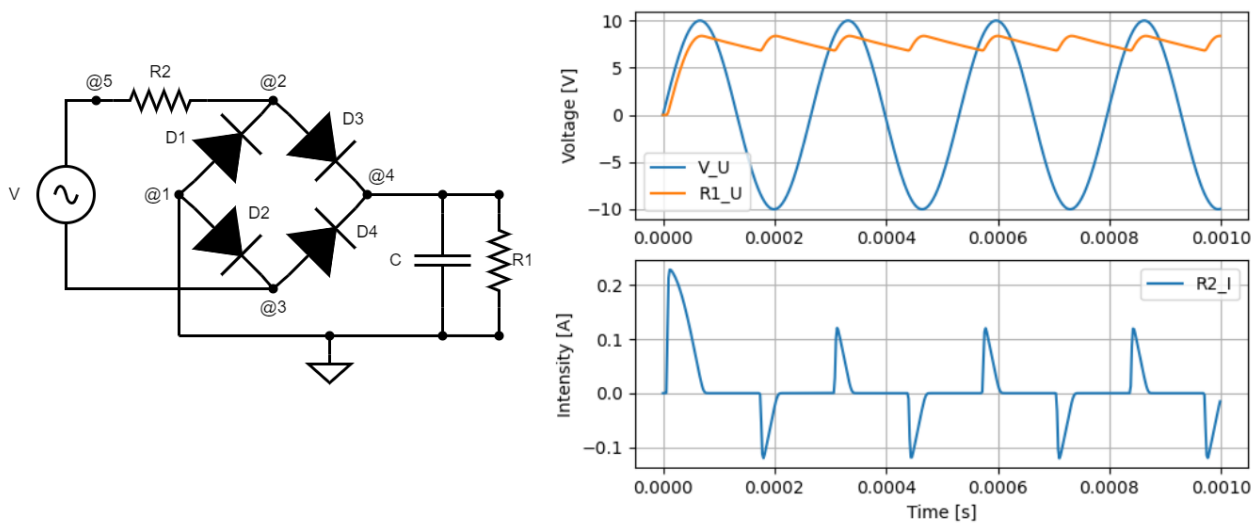 @5
R2
@2
D1
D3
@1
@4
V
D2
D4
C
R1
@3
Voltage [V]
10
5
0
−5
−10
V_U
R1_U
0.0000
0.0002
0.0004
0.0006
0.0008
0.0010
Intensity [A]
0.2
0.1
0.0
−0.1
R2_I
0.0000
0.0002
0.0004
0.0006
0.0008
0.0010
Time [s]